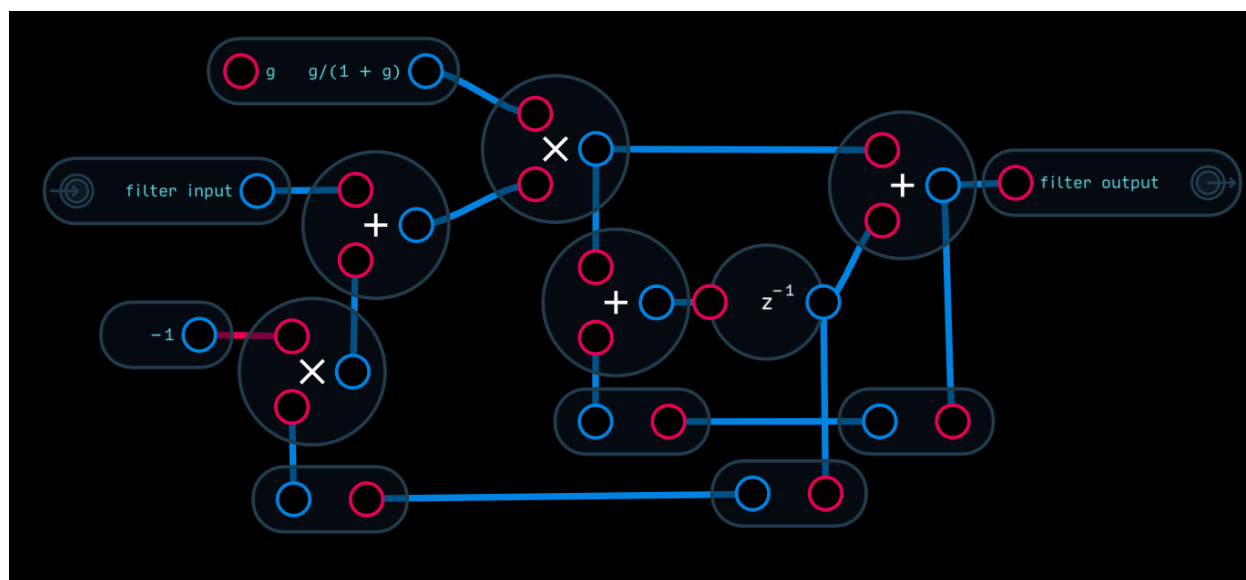 g g/(1 + g)
×
+
filter input
+
filter output
-1
×
+
z⁻¹